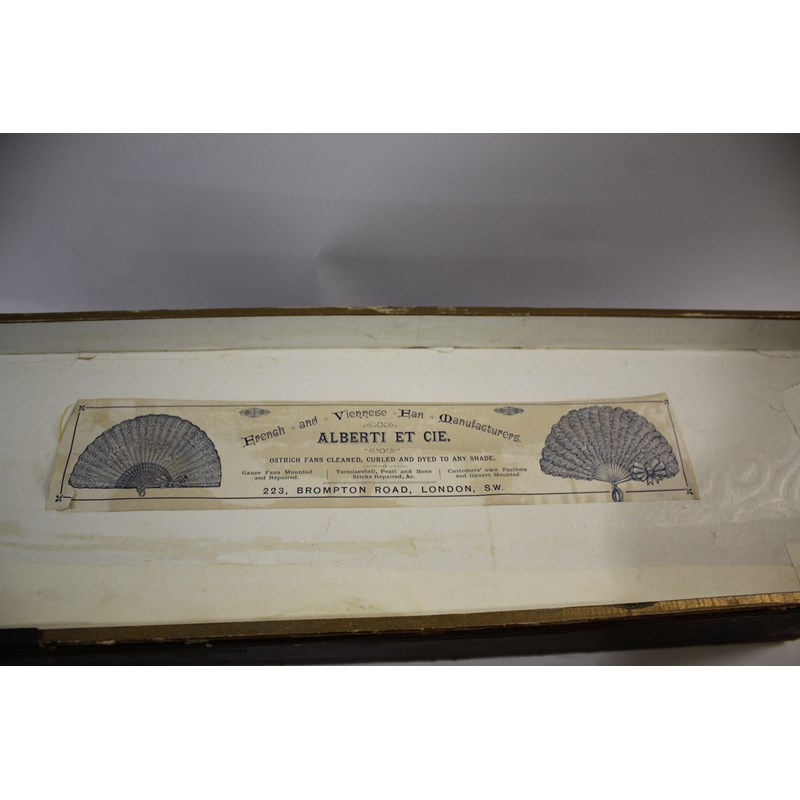 French and Viennese Fan Manufacturers.
ALBERTI ET CIE.
OSTRICH FANS CLEANED, CURLED AND DYED TO ANY SHADE.
Gauze Fans Mounted
and Repaired.
Tortoiseshell, Pearl and Bone
Sticks Repaired, &c.
Customers' own Feathers
and Gauzes Mounted.
223, BROMPTON ROAD, LONDON, S.W.